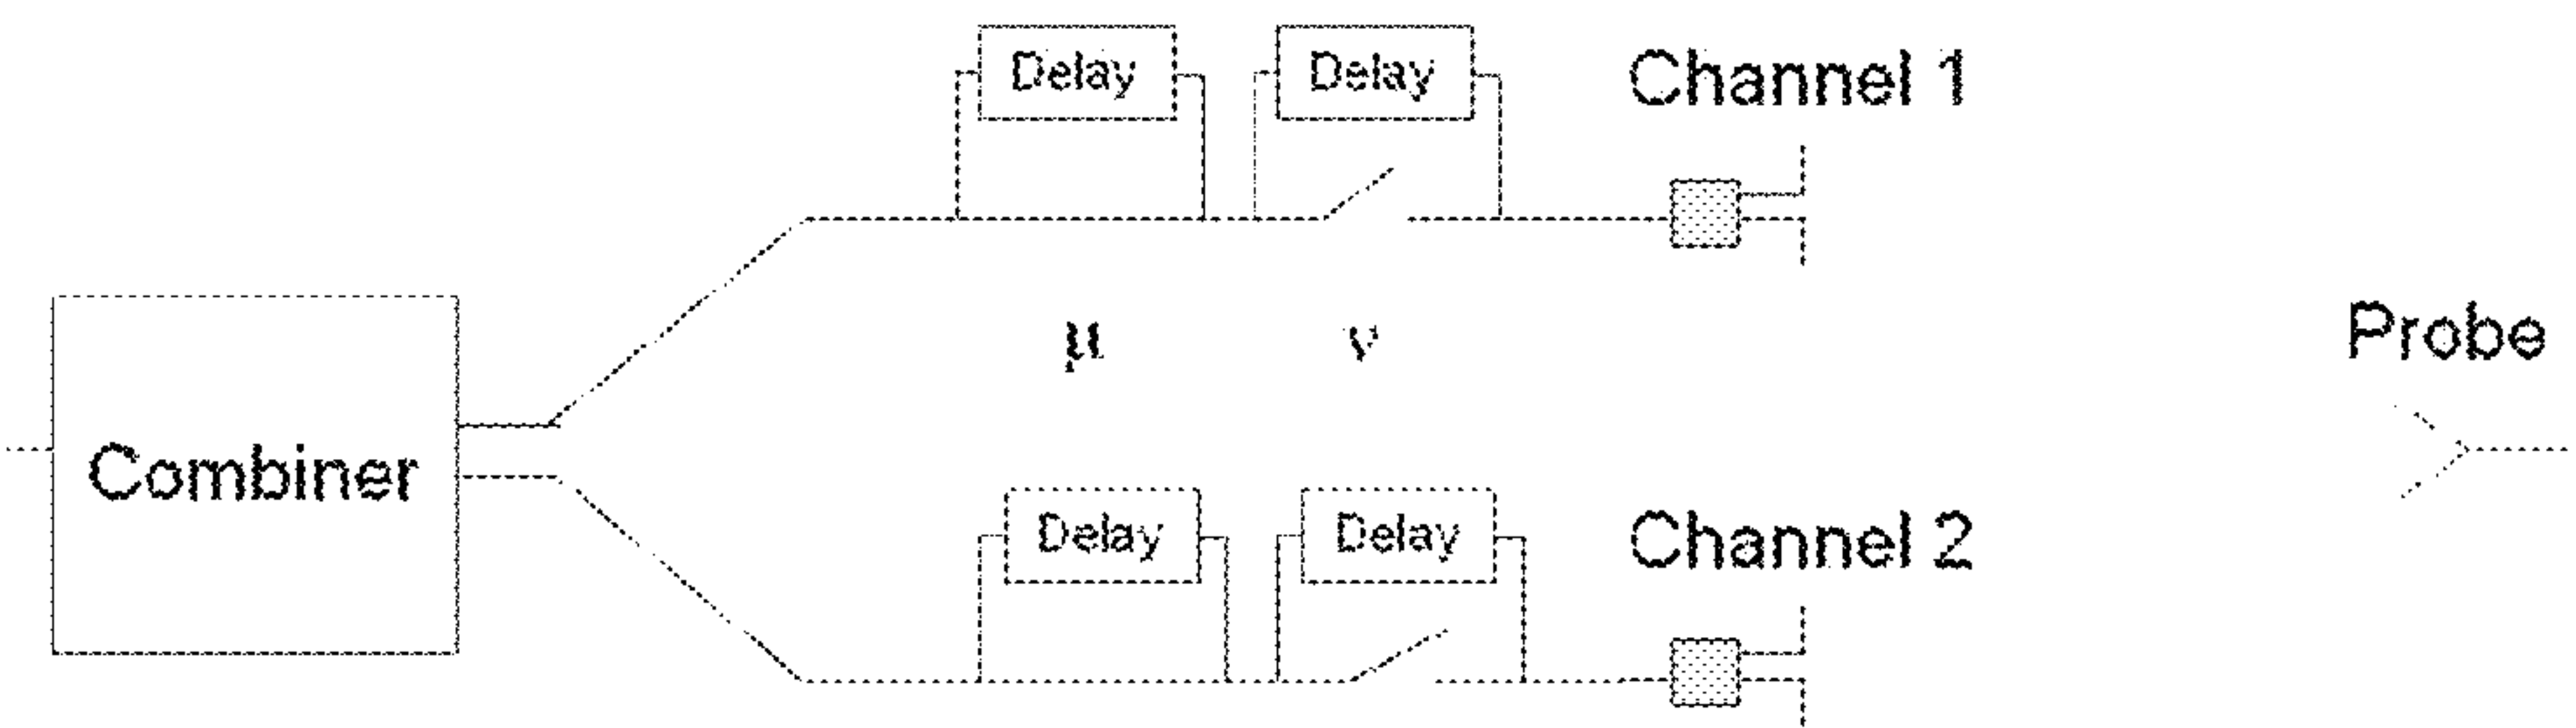 Delay Delay Channel 1
μ ν Probe
Combiner
Delay Delay Channel 2